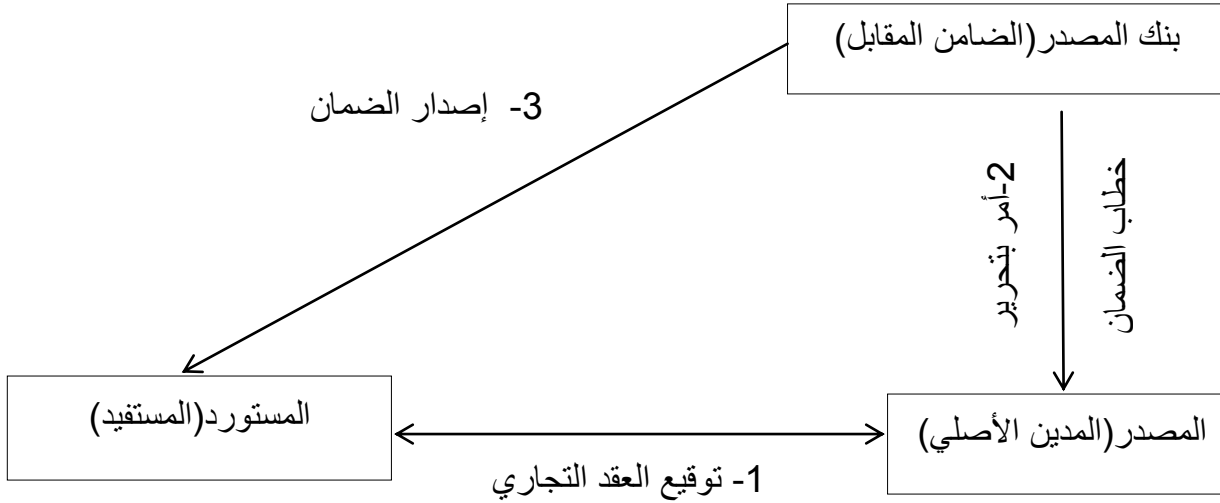 بنك المصدر(الضامن المقابل)
3- إصدار الضمان
2-أمر بتحرير
خطاب الضمان
المستورد(المستفيد)
المصدر(المدين الأصلي)
1- توقيع العقد التجاري